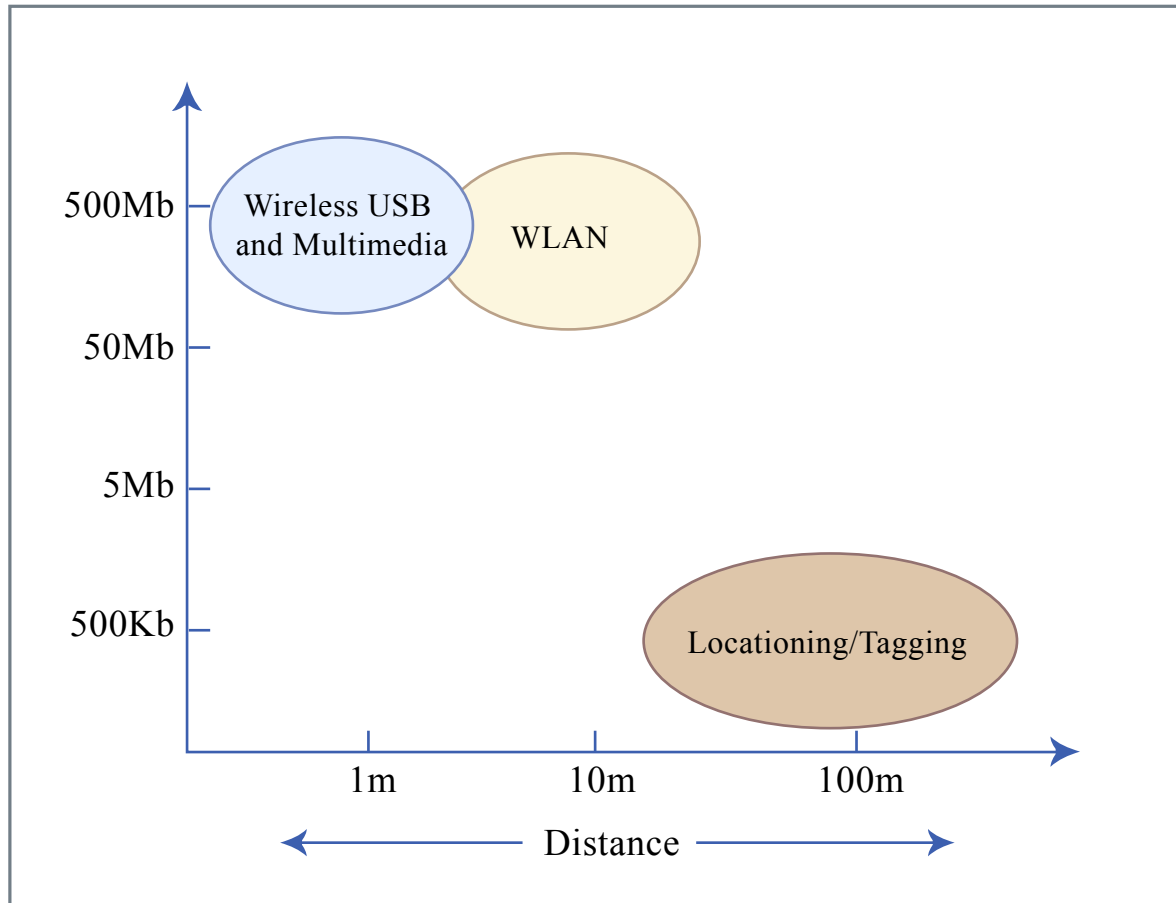 500Mb
Wireless USB
and Multimedia
WLAN
50Mb
5Mb
500Kb
Locationing/Tagging
1m
10m
100m
Distance